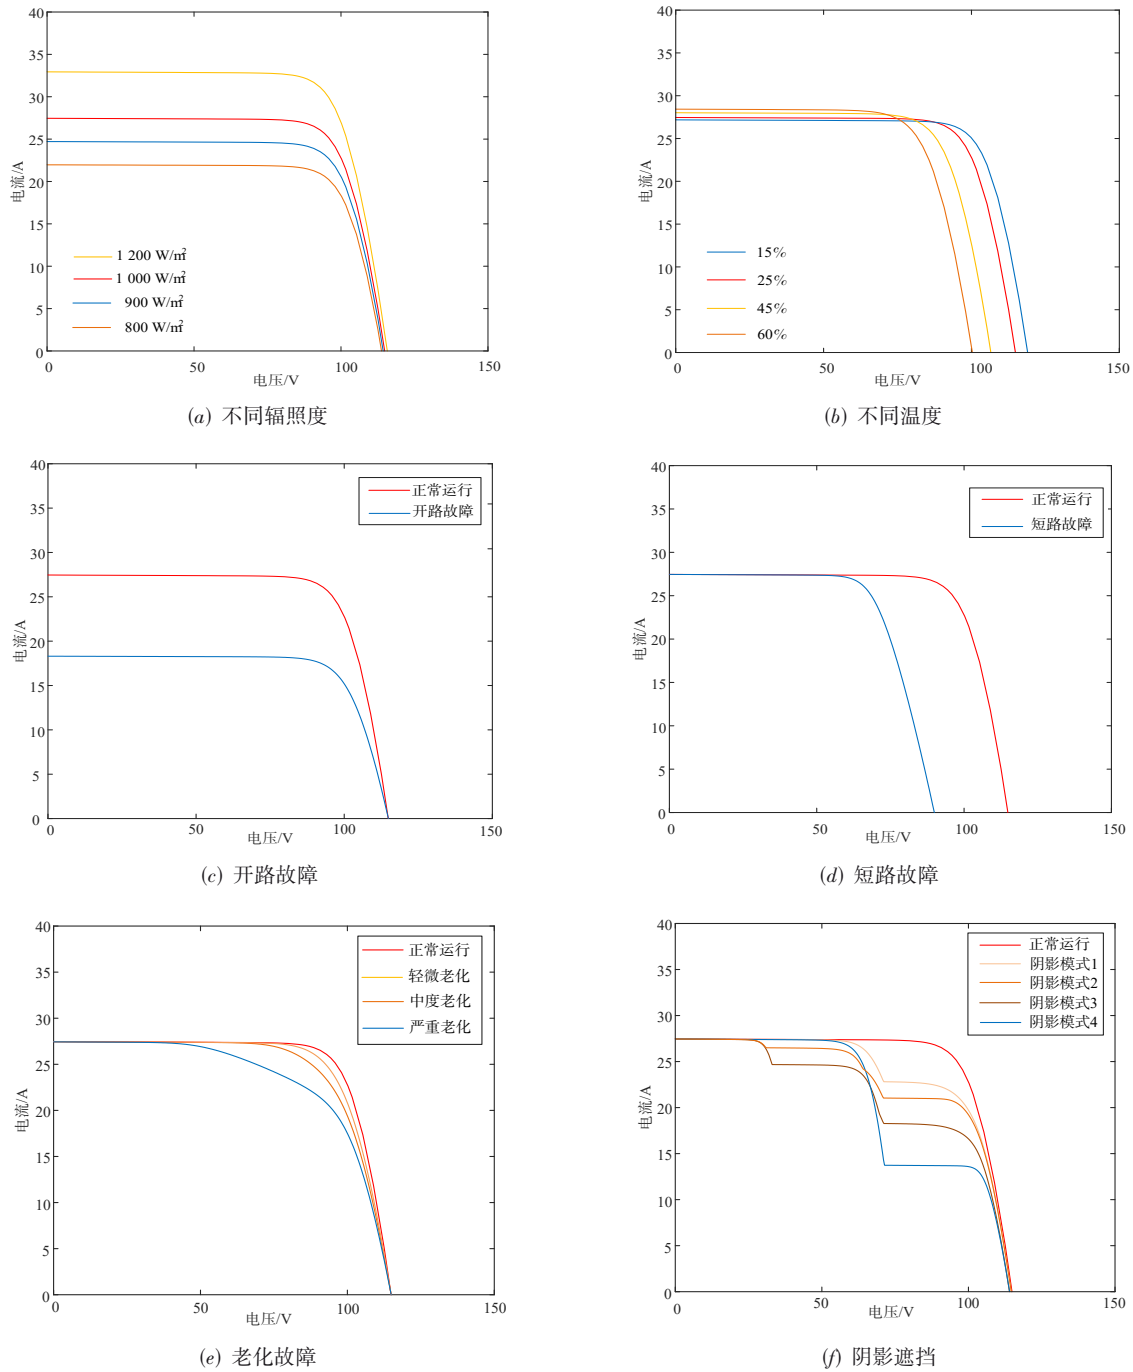 40
35
30
25
20
15
10
5
0
50
100
150
电流/A
电压/V
1 200 W/m²
1 000 W/m²
900 W/m²
800 W/m²
(a) 不同辐照度
40
35
30
25
20
15
10
5
0
0
50
100
150
电流/A
电压/V
15%
25%
45%
60%
(b) 不同温度
40
35
30
25
20
15
10
5
0
0
50
100
150
电流/A
电压/V
正常运行
开路故障
(c) 开路故障
40
35
30
25
20
15
10
5
0
0
50
100
150
电流/A
电压/V
正常运行
短路故障
(d) 短路故障
40
35
30
25
20
15
10
5
0
0
50
100
150
电流/A
电压/V
正常运行
轻微老化
中度老化
严重老化
(e) 老化故障
40
35
30
25
20
15
10
5
0
0
50
100
150
电流/A
电压/V
正常运行
阴影模式1
阴影模式2
阴影模式3
阴影模式4
(f) 阴影遮挡